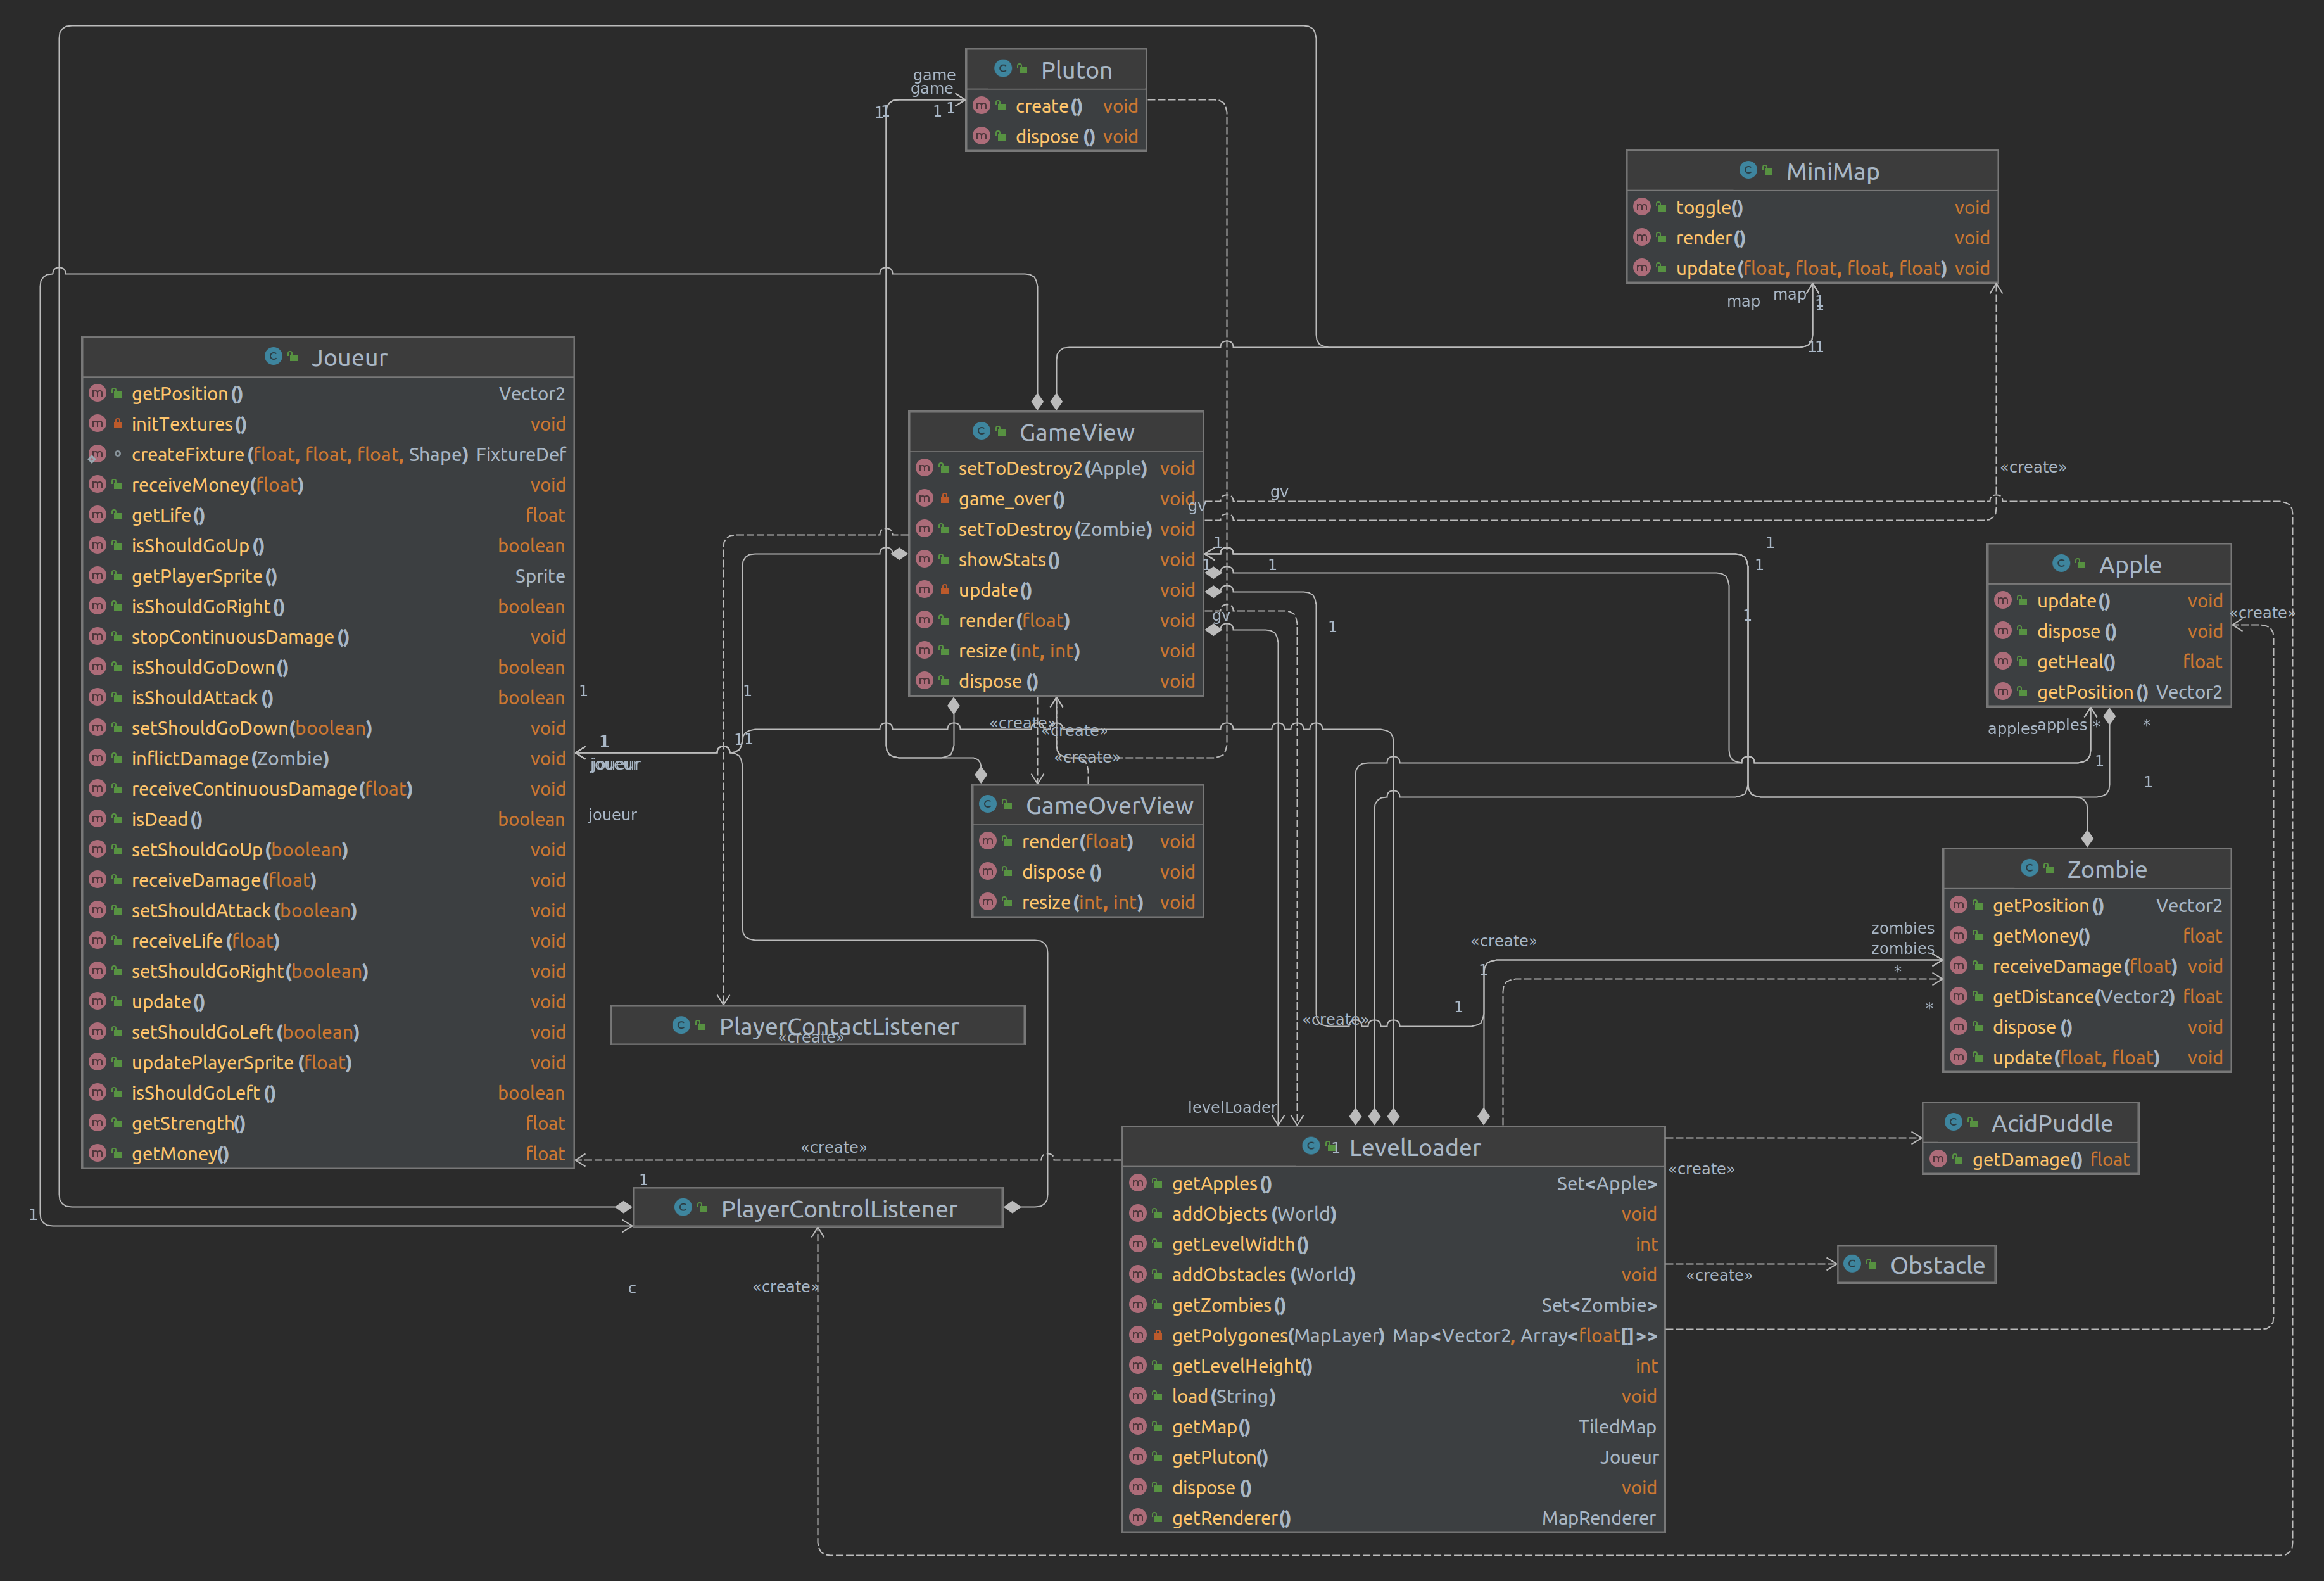 Pluton
create() void
dispose() void
game
game
1
1
1
1
MiniMap
toggle() void
render() void
update(float, float, float, float) void
map
map
1
1
1
1
Joueur
getPosition() Vector2
initTextures() void
createFixture(float, float, float, Shape) FixtureDef
receiveMoney(float) void
getLife() float
isShouldGoUp() boolean
getPlayerSprite() Sprite
isShouldGoRight() boolean
stopContinuousDamage() void
isShouldGoDown() boolean
isShouldAttack() boolean
setShouldGoDown(boolean) void
inflictDamage(Zombie) void
receiveContinuousDamage(float) void
isDead() boolean
setShouldGoUp(boolean) void
receiveDamage(float) void
setShouldAttack(boolean) void
receiveLife(float) void
setShouldGoRight(boolean) void
update() void
setShouldGoLeft(boolean) void
updatePlayerSprite(float) void
isShouldGoLeft() boolean
getStrength() float
getMoney() float
GameView
setToDestroy2(Apple) void
game_over() void
setToDestroy(Zombie) void
showStats() void
update() void
render(float) void
resize(int, int) void
dispose() void
gv
gv
gv
«create»
1
1
1
1
1
1
1
Apple
update() void
dispose() void
getHeal() float
getPosition() Vector2
«create»
apples
apples
*
*
1
1
1
1
1
1
1
joueur
joueur
joueur
«create»
«create»
«create»
GameOverView
render(float) void
dispose() void
resize(int, int) void
Zombie
getPosition() Vector2
getMoney() float
receiveDamage(float) void
getDistance(Vector2) float
dispose() void
update(float, float) void
zombies
zombies
*
*
«create»
1
1
«create»
PlayerContactListener
«create»
levelLoader
1
LevelLoader
getApples() Set<Apple>
addObjects(World) void
getLevelWidth() int
addObstacles(World) void
getZombies() Set<Zombie>
getPolygones(MapLayer) Map<Vector2, Array<float[]>>
getLevelHeight() int
load(String) void
getMap() TiledMap
getPluton() Joueur
dispose() void
getRenderer() MapRenderer
AcidPuddle
getDamage() float
«create»
Obstacle
«create»
«create»
1
PlayerControlListener
1
c
«create»